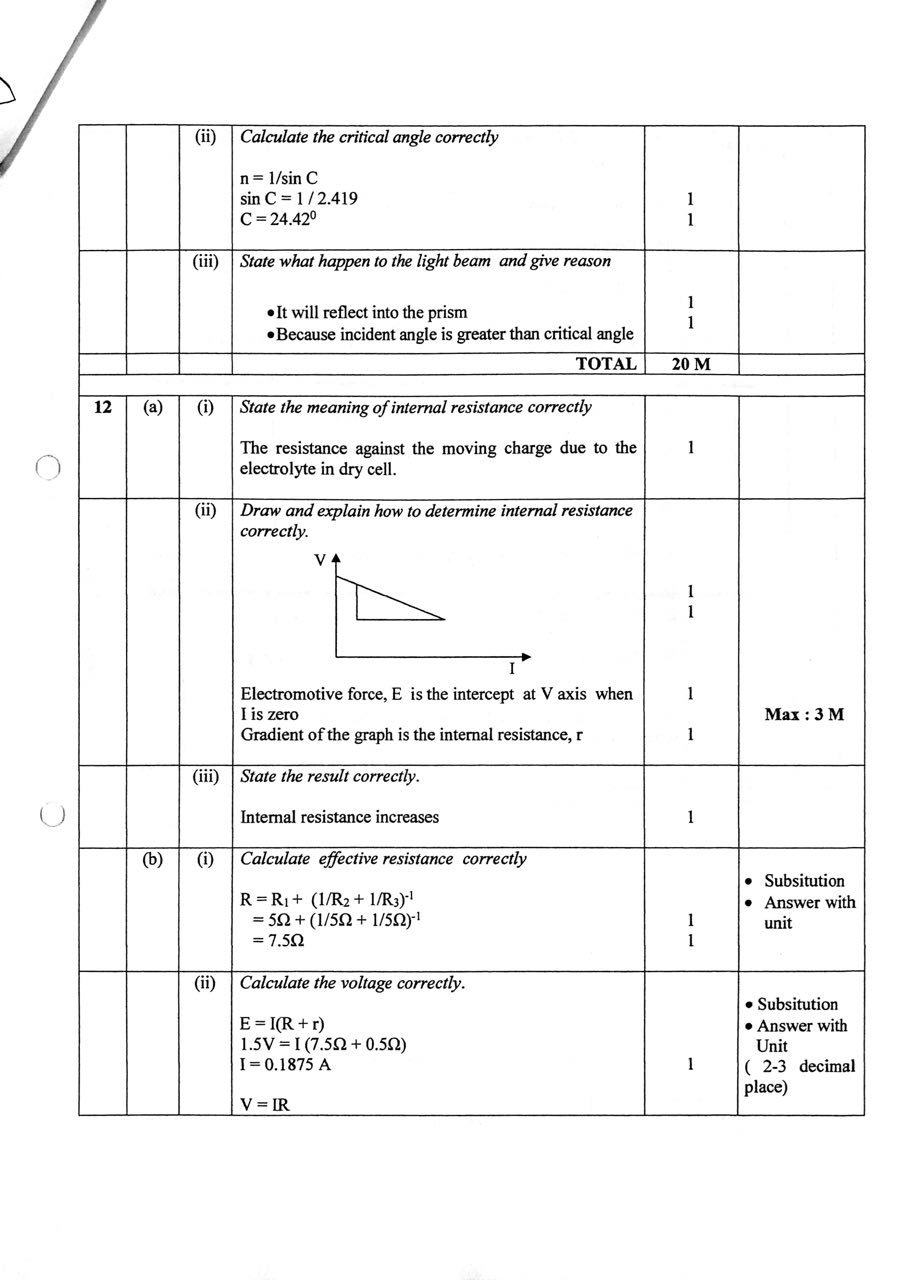 (ii) Calculate the critical angle correctly
n = 1/sin C
sin C = 1 / 2.419 1
C = 24.42⁰ 1
(iii) State what happen to the light beam and give reason
•It will reflect into the prism 1
•Because incident angle is greater than critical angle 1
TOTAL 20 M
12 (a) (i) State the meaning of internal resistance correctly
The resistance against the moving charge due to the 1
electrolyte in dry cell.
(ii) Draw and explain how to determine internal resistance
correctly.
V
1
1
I
Electromotive force, E is the intercept at V axis when 1
I is zero Max : 3 M
Gradient of the graph is the internal resistance, r 1
(iii) State the result correctly.
Internal resistance increases 1
(b) (i) Calculate effective resistance correctly
R = R₁ + (1/R₂ + 1/R₃)⁻¹
= 5Ω + (1/5Ω + 1/5Ω)⁻¹ 1
= 7.5Ω 1
• Subsitution
• Answer with
unit
(ii) Calculate the voltage correctly.
E = I(R + r)
1.5V = I (7.5Ω + 0.5Ω)
I = 0.1875 A 1
V = IR
• Subsitution
• Answer with
Unit
( 2-3 decimal
place)